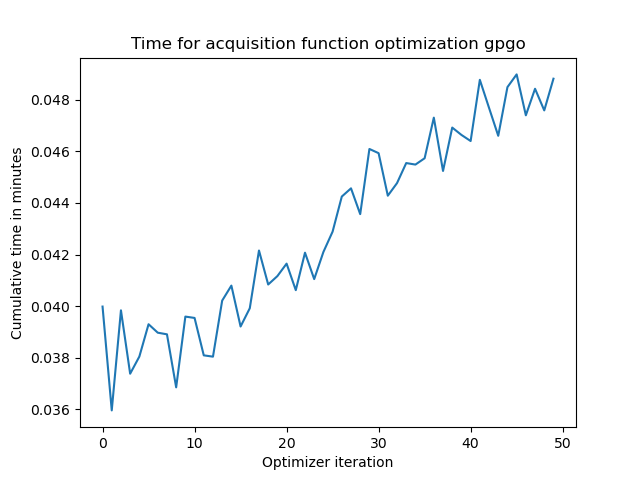 Time for acquisition function optimization gpgo
Cumulative time in minutes
0.048
0.046
0.044
0.042
0.040
0.038
0.036
0 10 20 30 40 50
Optimizer iteration